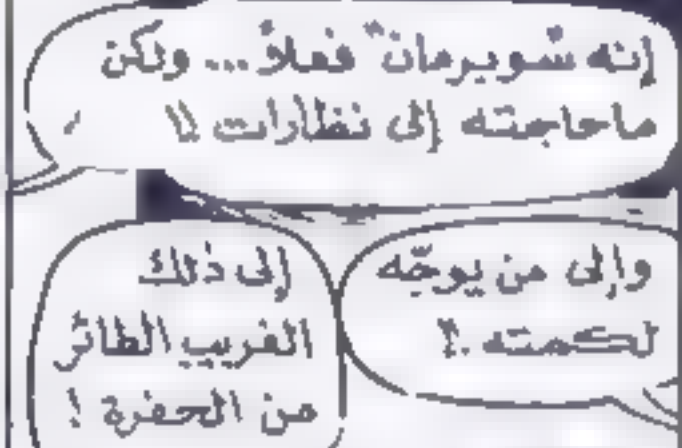 إنه "سوبرمان" فعلاً... ولكن
ماحاجته إلى نظارات !؟
وإلى من يوجّه
لكمته .؟
إلى ذلك
الغريب الطائر
من الحفرة !